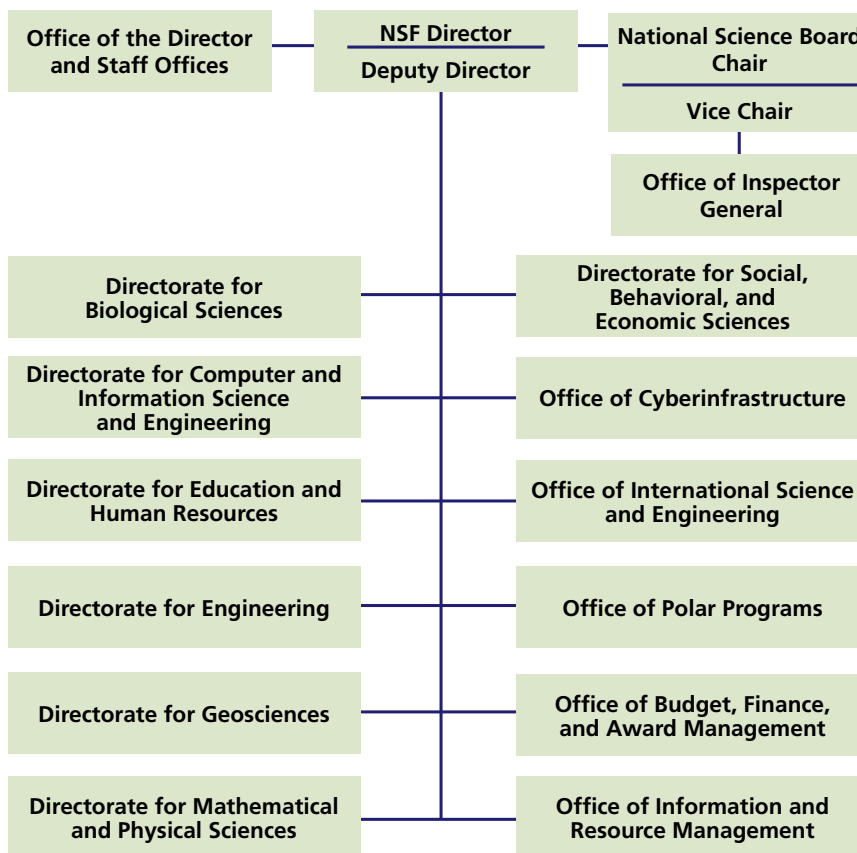 Office of the Director
and Staff Offices
NSF Director
Deputy Director
National Science Board
Chair
Vice Chair
Office of Inspector
General
Directorate for
Biological Sciences
Directorate for Social,
Behavioral, and
Economic Sciences
Directorate for Computer and
Information Science
and Engineering
Office of Cyberinfrastructure
Directorate for Education and
Human Resources
Office of International Science
and Engineering
Directorate for Engineering
Office of Polar Programs
Directorate for Geosciences
Office of Budget, Finance,
and Award Management
Directorate for Mathematical
and Physical Sciences
Office of Information and
Resource Management